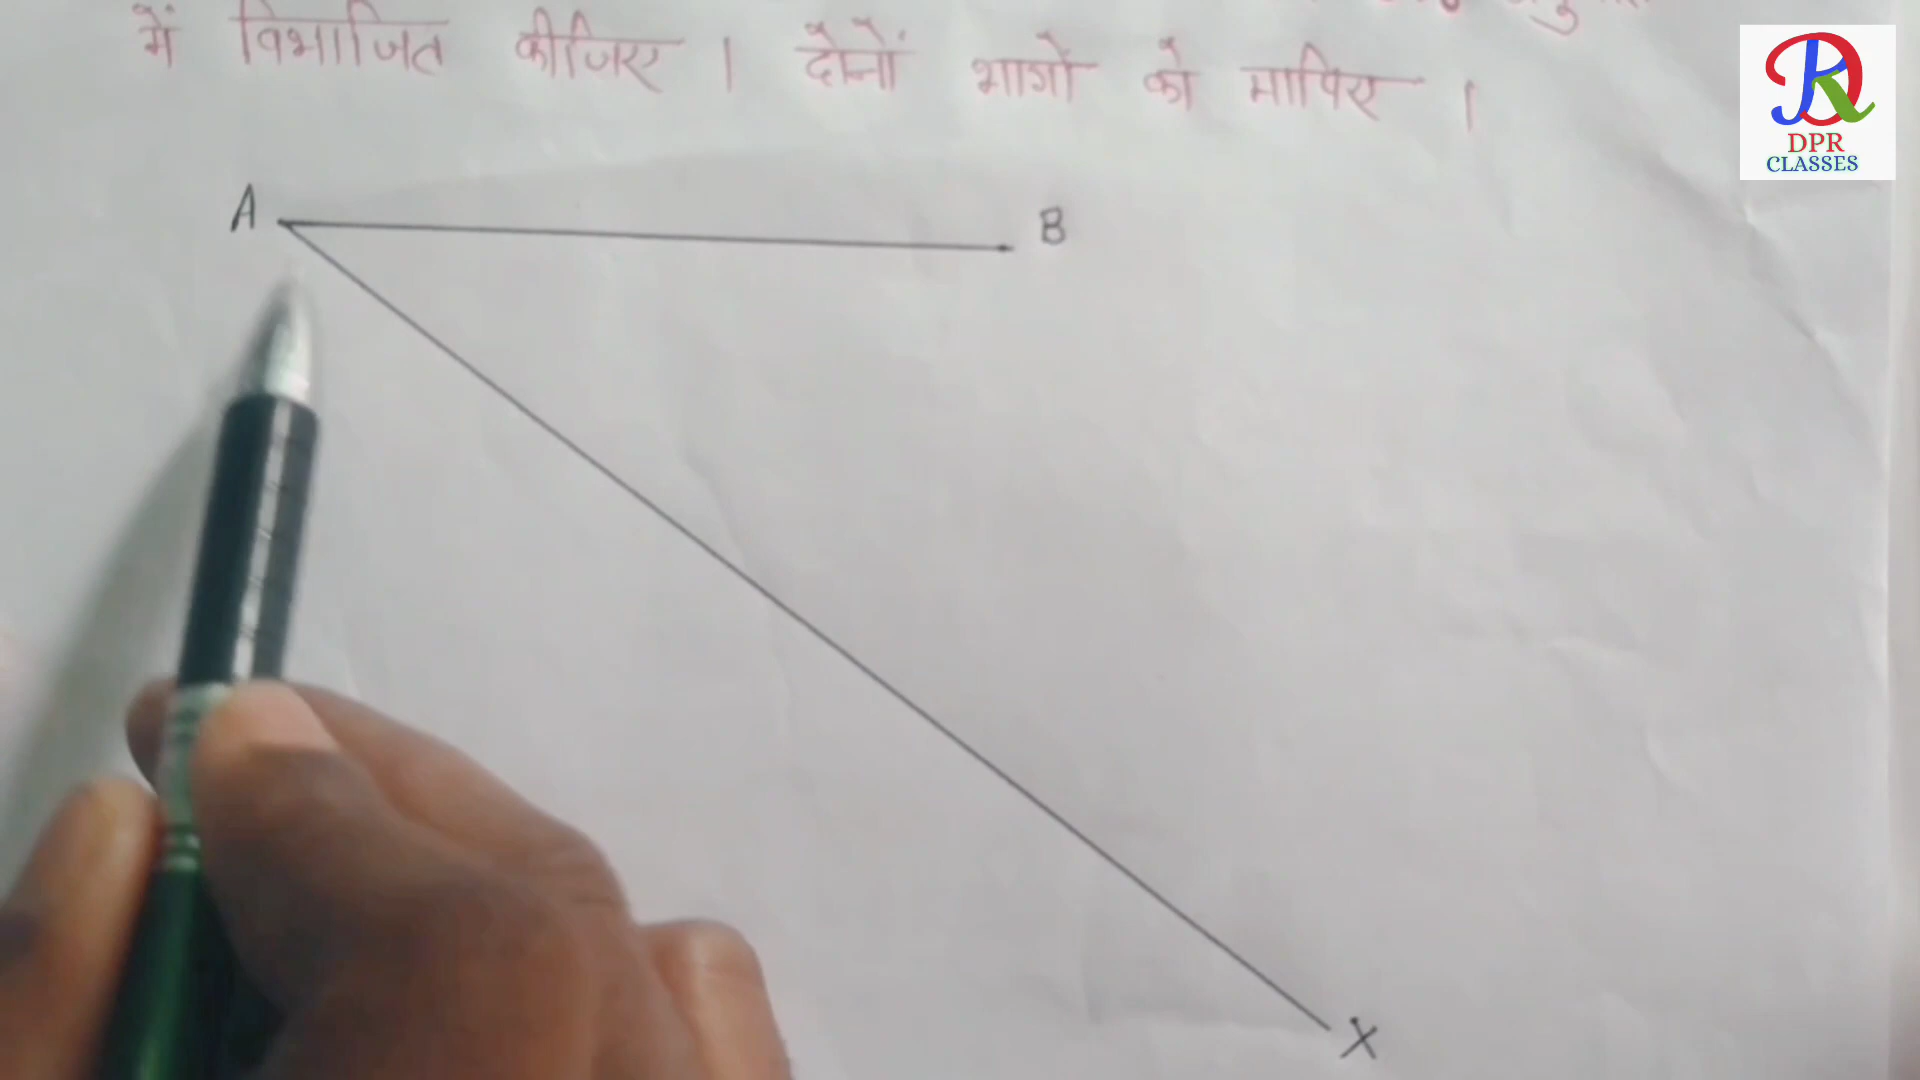 में विभाजित कीजिए । दोनों भागों को मापिए ।
A
B
X
DPR
CLASSES